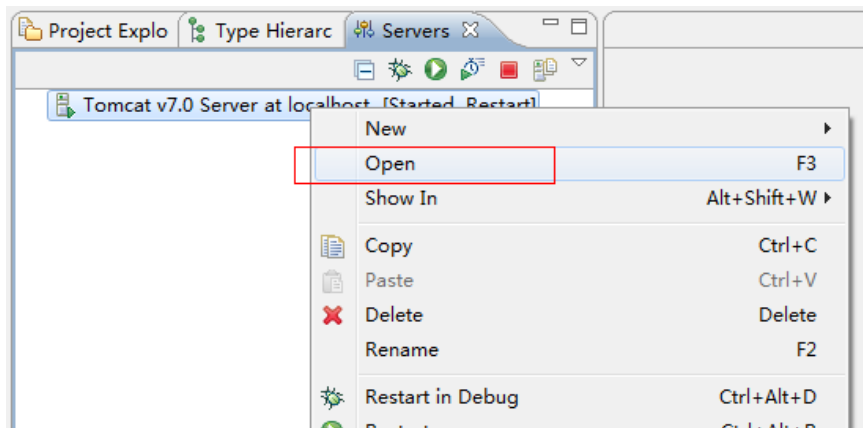 Project Explo Type Hierarc Servers
Tomcat v7.0 Server at localhost [Started, Restart]
New
Open F3
Show In Alt+Shift+W
Copy Ctrl+C
Paste Ctrl+V
Delete Delete
Rename F2
Restart in Debug Ctrl+Alt+D